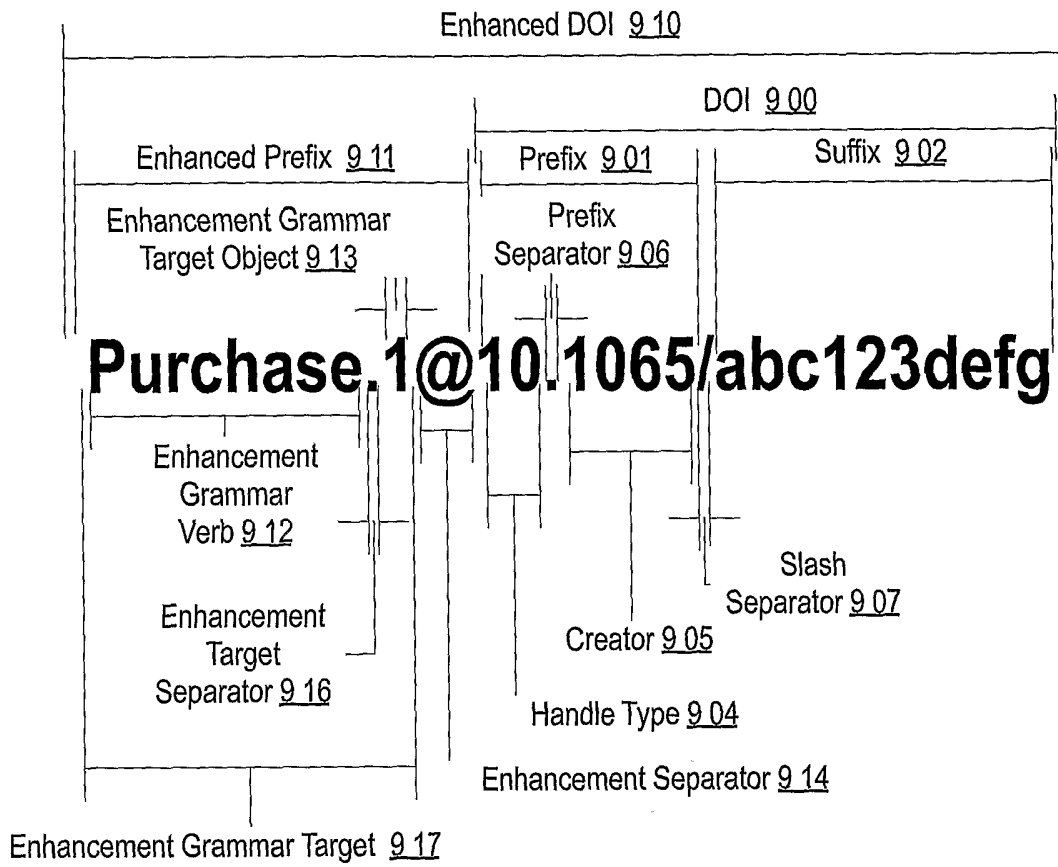 Enhanced DOI 9 10
DOI 9 00
Enhanced Prefix 9 11
Prefix 9 01
Suffix 9 02
Enhancement Grammar
Target Object 9 13
Prefix
Separator 9 06
Purchase.1@10.1065/abc123defg
Enhancement
Grammar
Verb 9 12
Slash
Separator 9 07
Enhancement
Target
Separator 9 16
Creator 9 05
Handle Type 9 04
Enhancement Separator 9 14
Enhancement Grammar Target 9 17